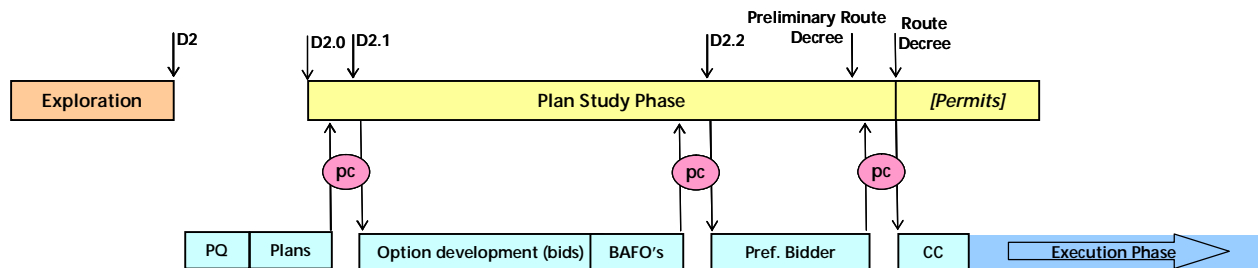 Preliminary Route
Decree
Route
Decree
D2
D2.0
D2.1
D2.2
Exploration
Plan Study Phase
[Permits]
pc
pc
pc
PQ
Plans
Option development (bids)
BAFO's
Pref. Bidder
CC
Execution Phase